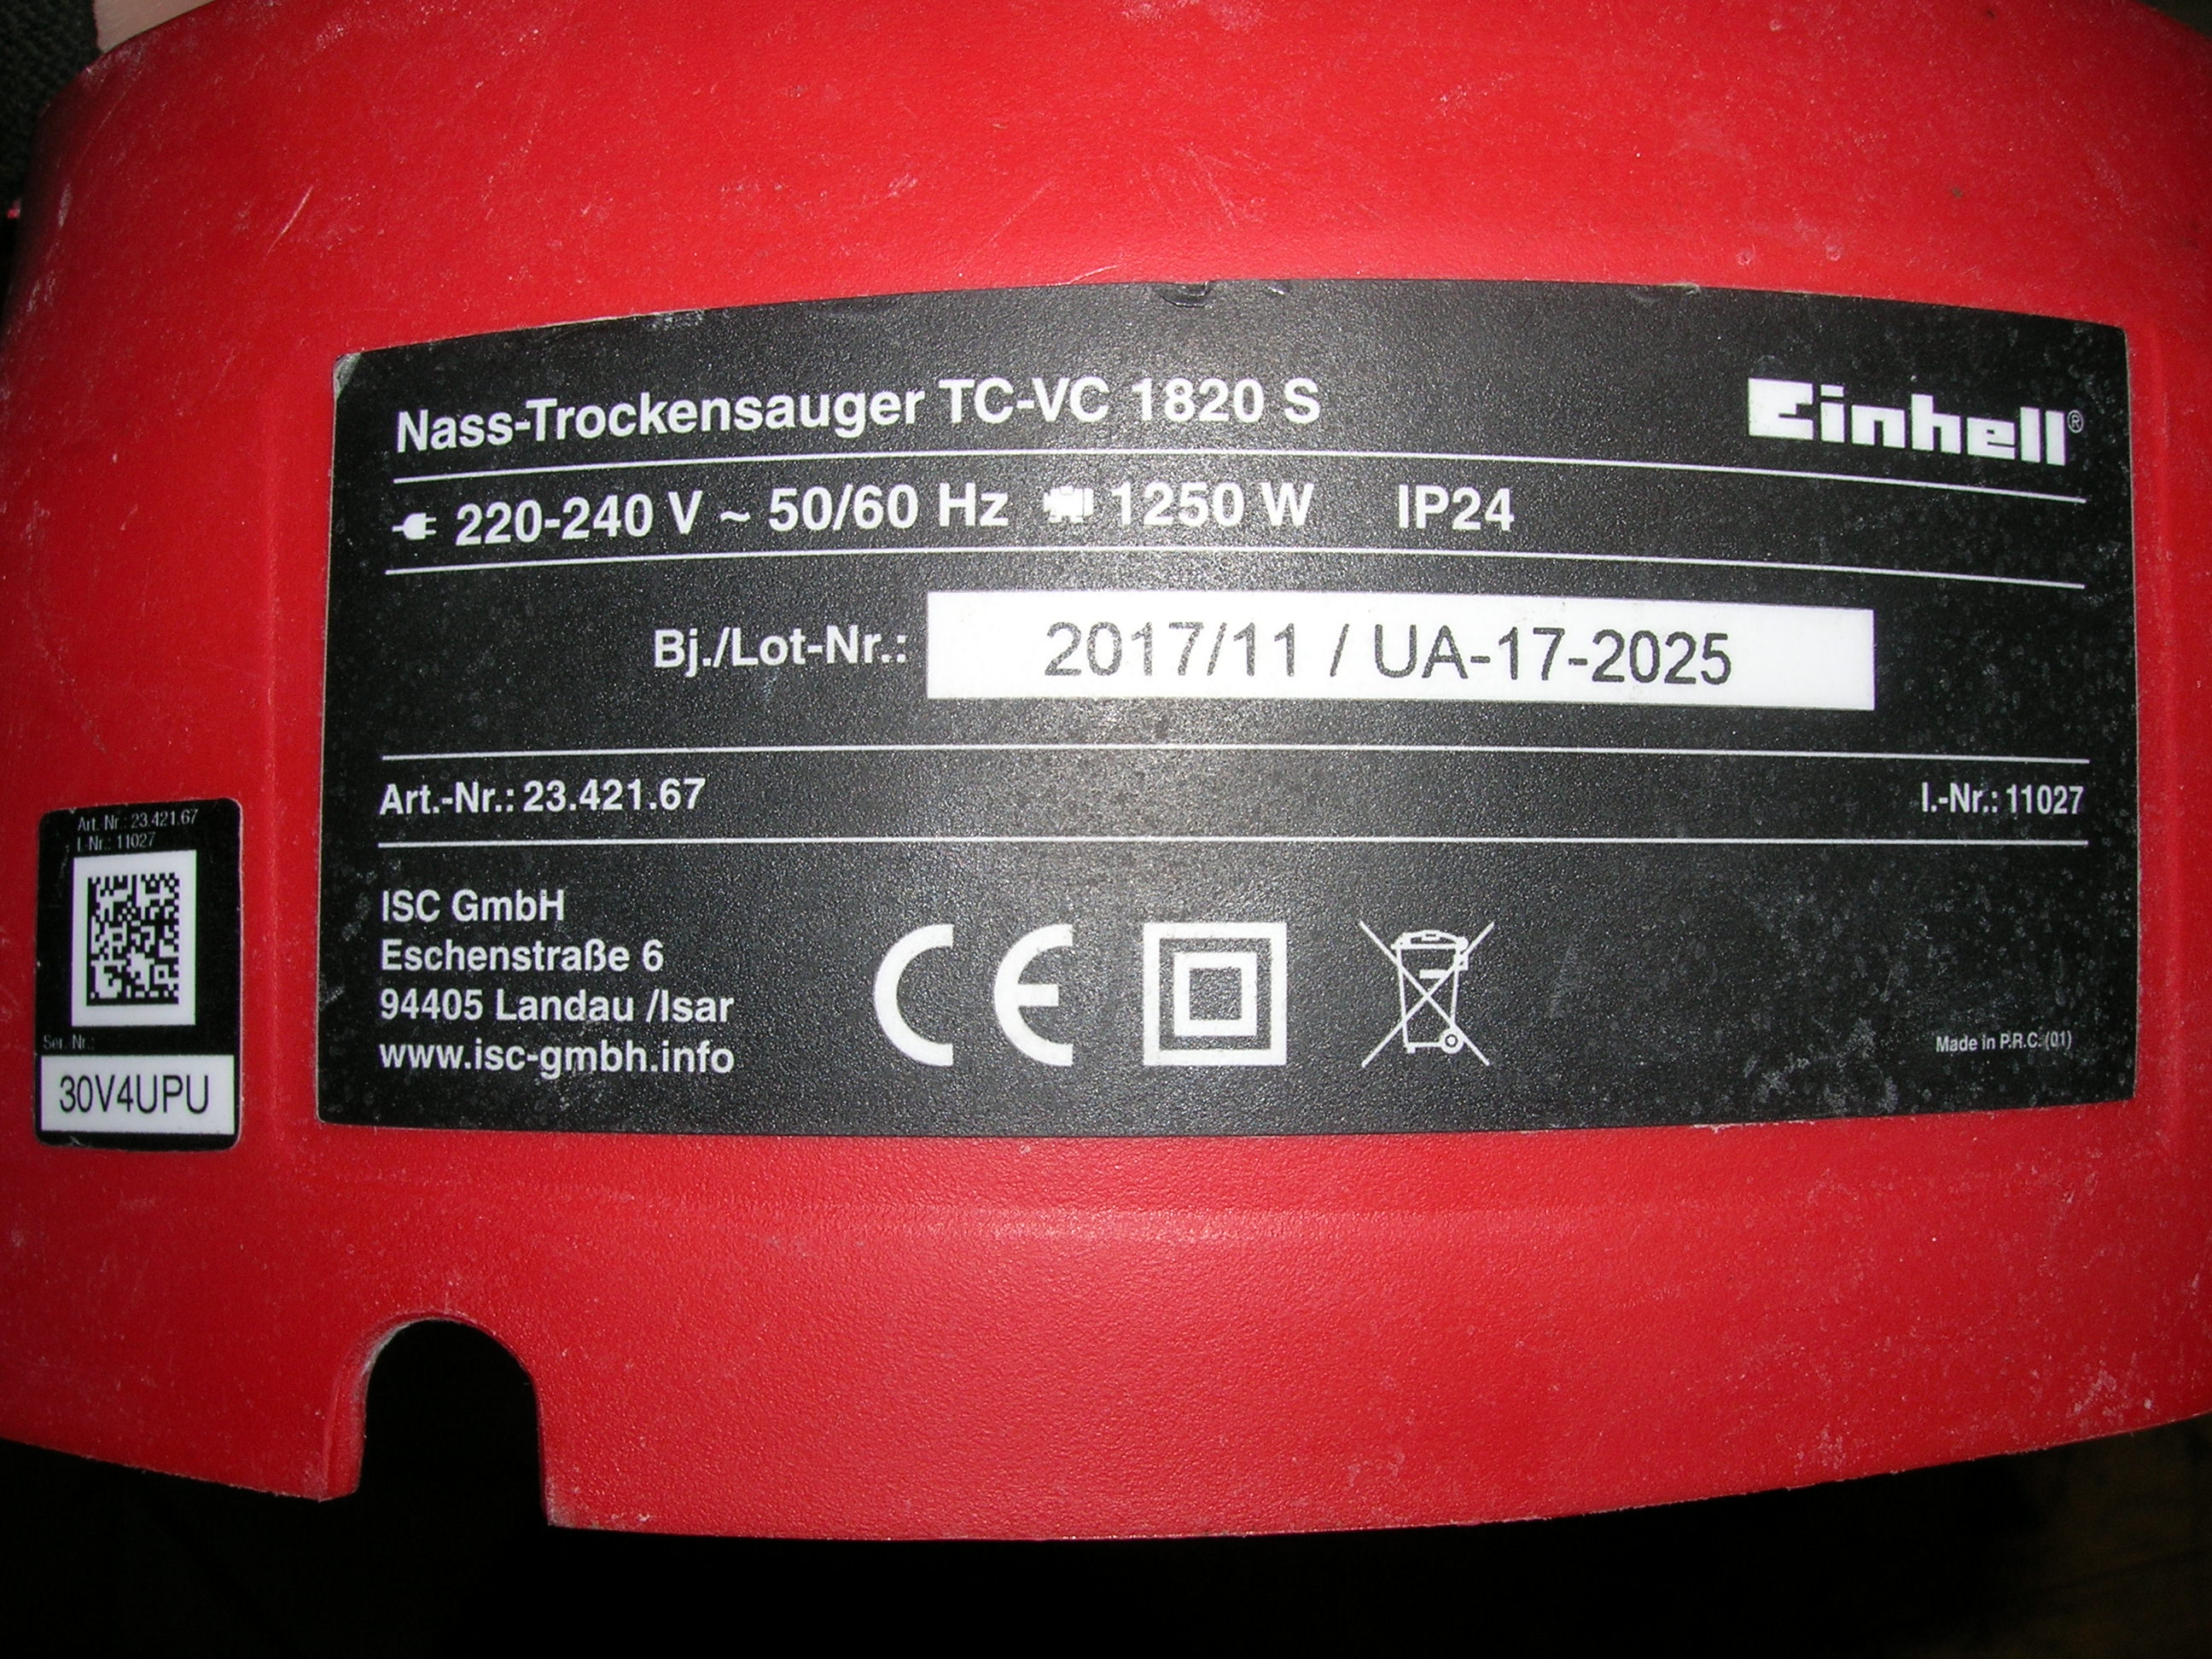 Nass-Trockensauger TC-VC 1820 S
Einhell®
220-240 V ~ 50/60 Hz 1250 W IP24
Bj./Lot-Nr.: 2017/11 / UA-17-2025
Art.-Nr.: 23.421.67
I.-Nr.: 11027
ISC GmbH
Eschenstraße 6
94405 Landau /Isar
www.isc-gmbh.info
CE
Made in P.R.C. (01)
Art.-Nr.: 23.421.67
I.-Nr.: 11027
Ser.-Nr.:
30V4UPU